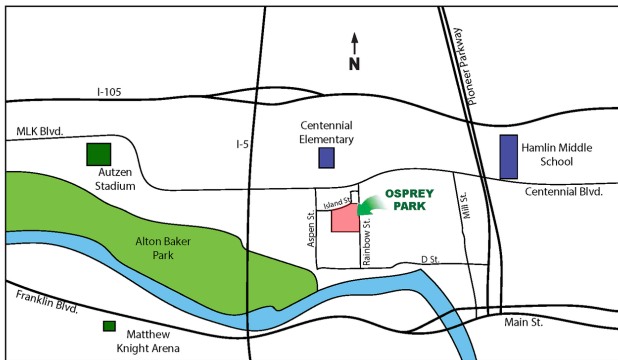 N
I-105
Pioneer Parkway
MLK Blvd.
I-5
Centennial
Elementary
Hamlin Middle
School
Autzen
Stadium
Centennial Blvd.
OSPREY
PARK
Island St.
Aspen St.
Rainbow St.
Mill St.
Alton Baker
Park
D St.
Franklin Blvd.
Main St.
Matthew
Knight Arena